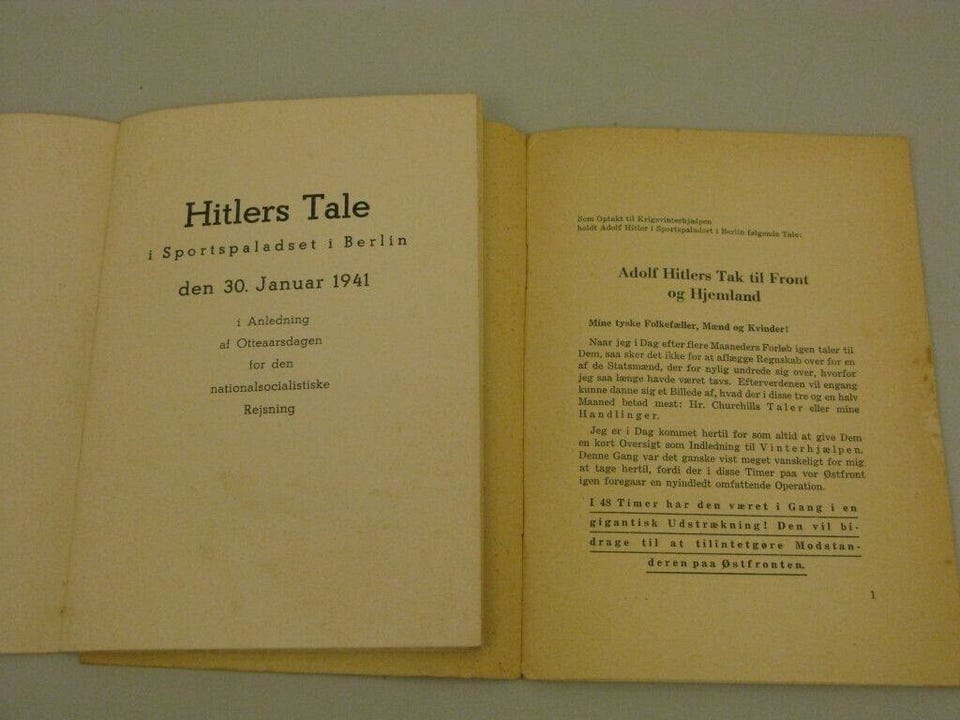 Hitlers Tale
i Sportspaladset i Berlin
den 30. Januar 1941
i Anledning
af Otteaarsdagen
for den
nationalsocialistiske
Rejsning
Som Optakt til Krigsvinterhjælpen
holdt Adolf Hitler i Sportspaladset i Berlin følgende Tale:
Adolf Hitlers Tak til Front
og Hjemland
Mine tyske Folkefæller, Mænd og Kvinder!
Naar jeg i Dag efter flere Maaneders Forløb igen taler til
Dem, saa sker det ikke for at aflægge Regnskab over for en
af de Statsmænd, der for nylig undrede sig over, hvorfor
jeg saa længe havde været tavs. Efterverdenen vil engang
kunne danne sig et Billede af, hvad der i disse tre og en halv
Maaned betød mest: Hr. Churchills Taler eller mine
Handlinger.
Jeg er i Dag kommet hertil for som altid at give Dem
en kort Oversigt som Indledning til Vinterhjælpen.
Denne Gang var det ganske vist meget vanskeligt for mig
at tage hertil, fordi der i disse Timer paa vor Østfront
igen foregaar en nyindledt omfattende Operation.
I 48 Timer har den været i Gang i en
gigantisk Udstrækning! Den vil bi-
drage til at tilintetgøre Modstan-
deren paa Østfronten.
1